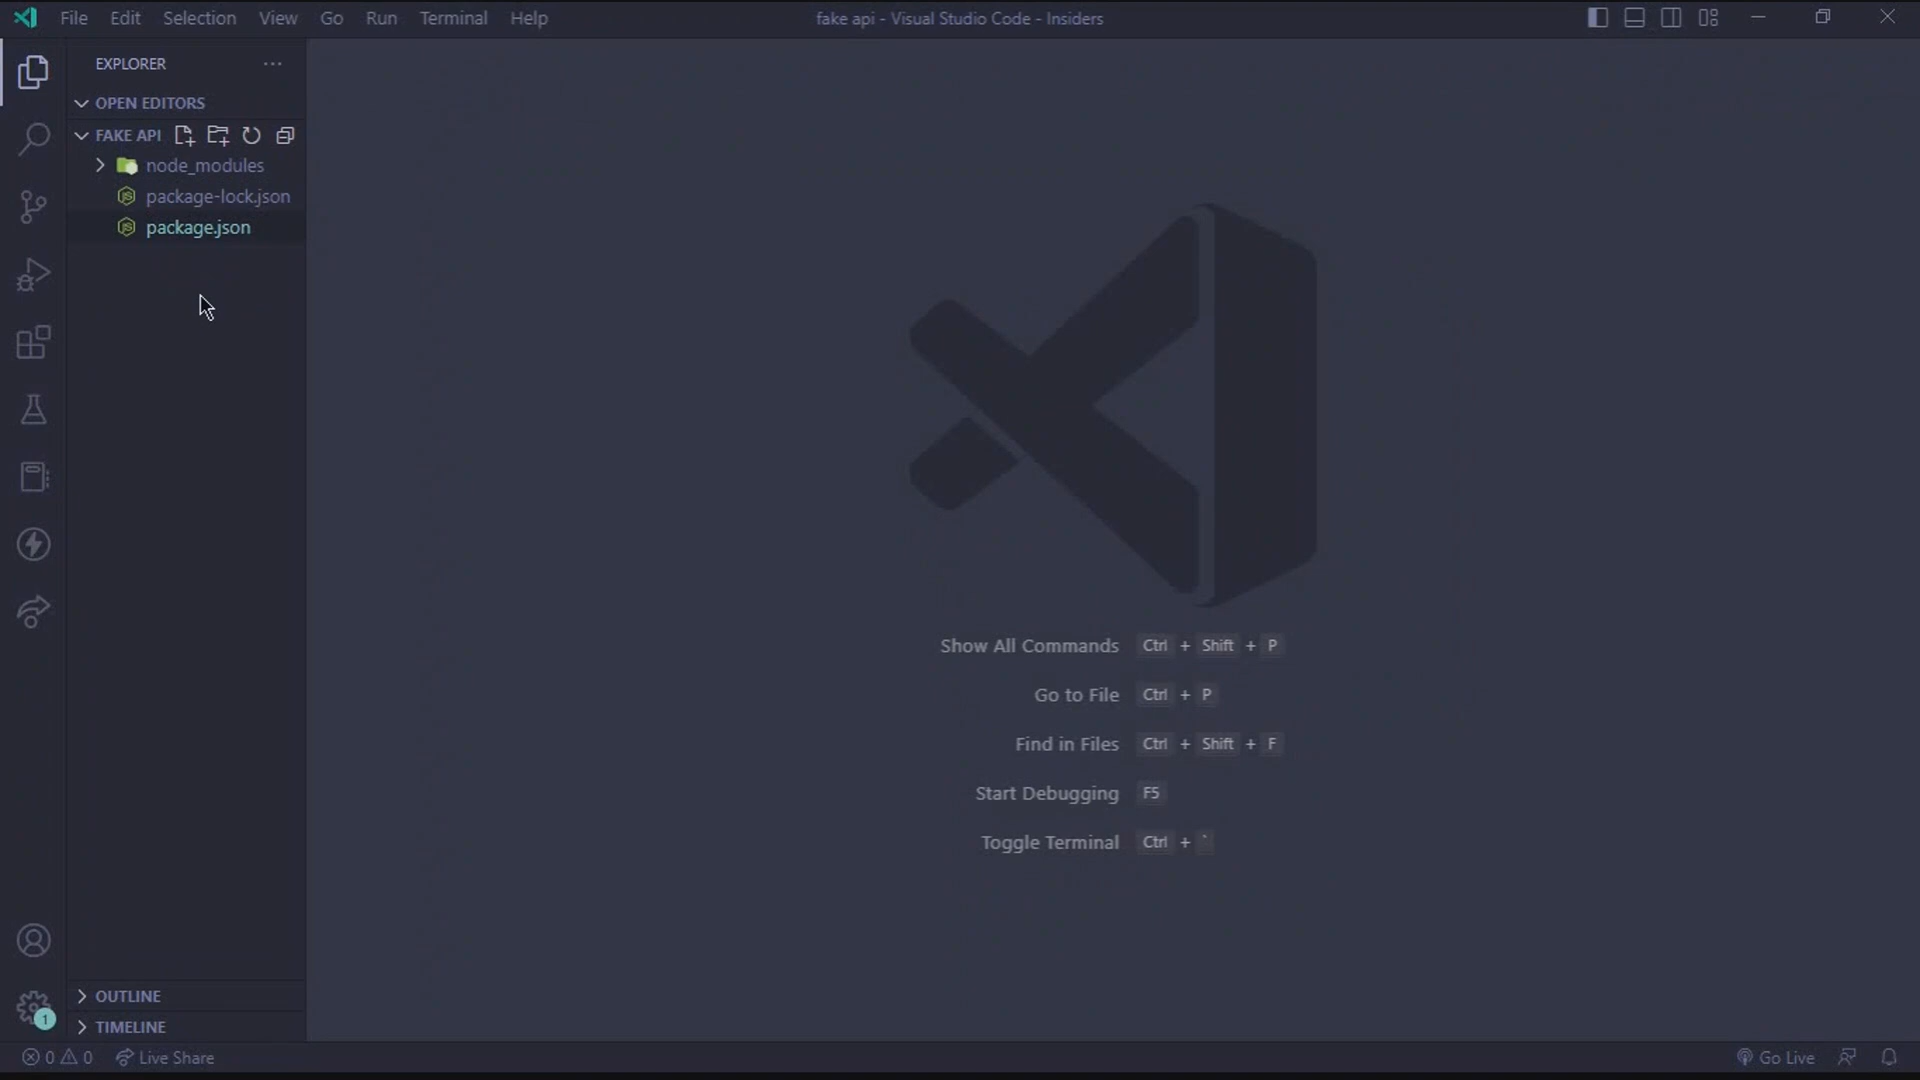 File Edit Selection View Go Run Terminal Help
fake api - Visual Studio Code - Insiders
EXPLORER
OPEN EDITORS
FAKE API
node_modules
package-lock.json
package.json
Show All Commands Ctrl + Shift + P
Go to File Ctrl + P
Find in Files Ctrl + Shift + F
Start Debugging F5
Toggle Terminal Ctrl + `
OUTLINE
1
TIMELINE
0 0 Live Share
Go Live